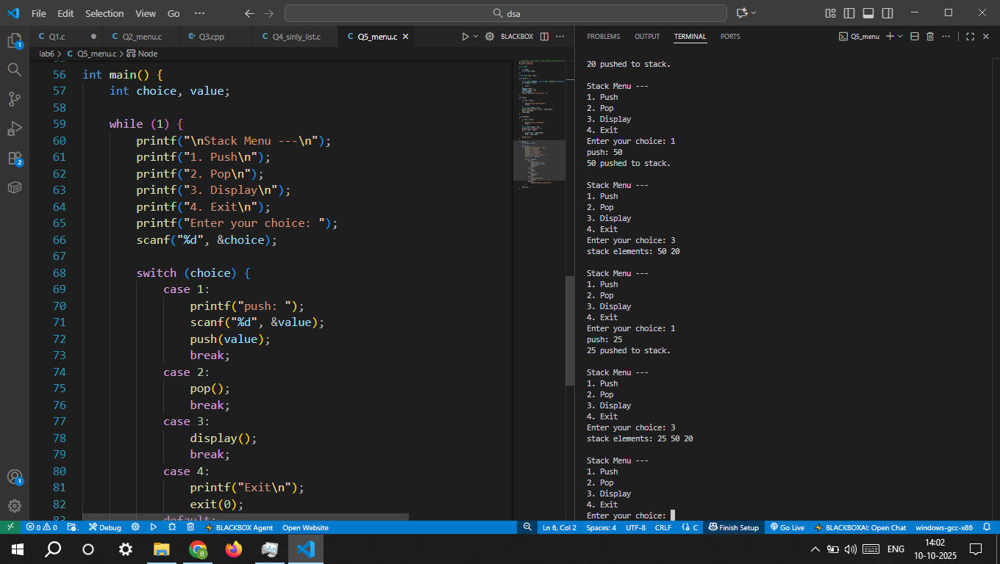 File Edit Selection View Go ···
dsa
Q1.c
Q2_menu.c
Q3.cpp
Q4_sinly_list.c
Q5_menu.c
BLACKBOX
lab6 > C Q5_menu.c > Node
56 int main() {
57 int choice, value;
58
59 while (1) {
60 printf("\nStack Menu ---\n");
61 printf("1. Push\n");
62 printf("2. Pop\n");
63 printf("3. Display\n");
64 printf("4. Exit\n");
65 printf("Enter your choice: ");
66 scanf("%d", &choice);
67
68 switch (choice) {
69 case 1:
70 printf("push: ");
71 scanf("%d", &value);
72 push(value);
73 break;
74 case 2:
75 pop();
76 break;
77 case 3:
78 display();
79 break;
80 case 4:
81 printf("Exit\n");
82 exit(0);
83 default:
PROBLEMS OUTPUT TERMINAL PORTS
Q5_menu
20 pushed to stack.
Stack Menu ---
1. Push
2. Pop
3. Display
4. Exit
Enter your choice: 1
push: 50
50 pushed to stack.
Stack Menu ---
1. Push
2. Pop
3. Display
4. Exit
Enter your choice: 3
stack elements: 50 20
Stack Menu ---
1. Push
2. Pop
3. Display
4. Exit
Enter your choice: 1
push: 25
25 pushed to stack.
Stack Menu ---
1. Push
2. Pop
3. Display
4. Exit
Enter your choice: 3
stack elements: 25 50 20
Stack Menu ---
1. Push
2. Pop
3. Display
4. Exit
Enter your choice:
0 0 Debug BLACKBOX Agent Open Website Ln 6, Col 2 Spaces: 4 UTF-8 CRLF {} C Finish Setup Go Live BLACKBOXAI: Open Chat windows-gcc-x86
ENG
14:02
10-10-2025